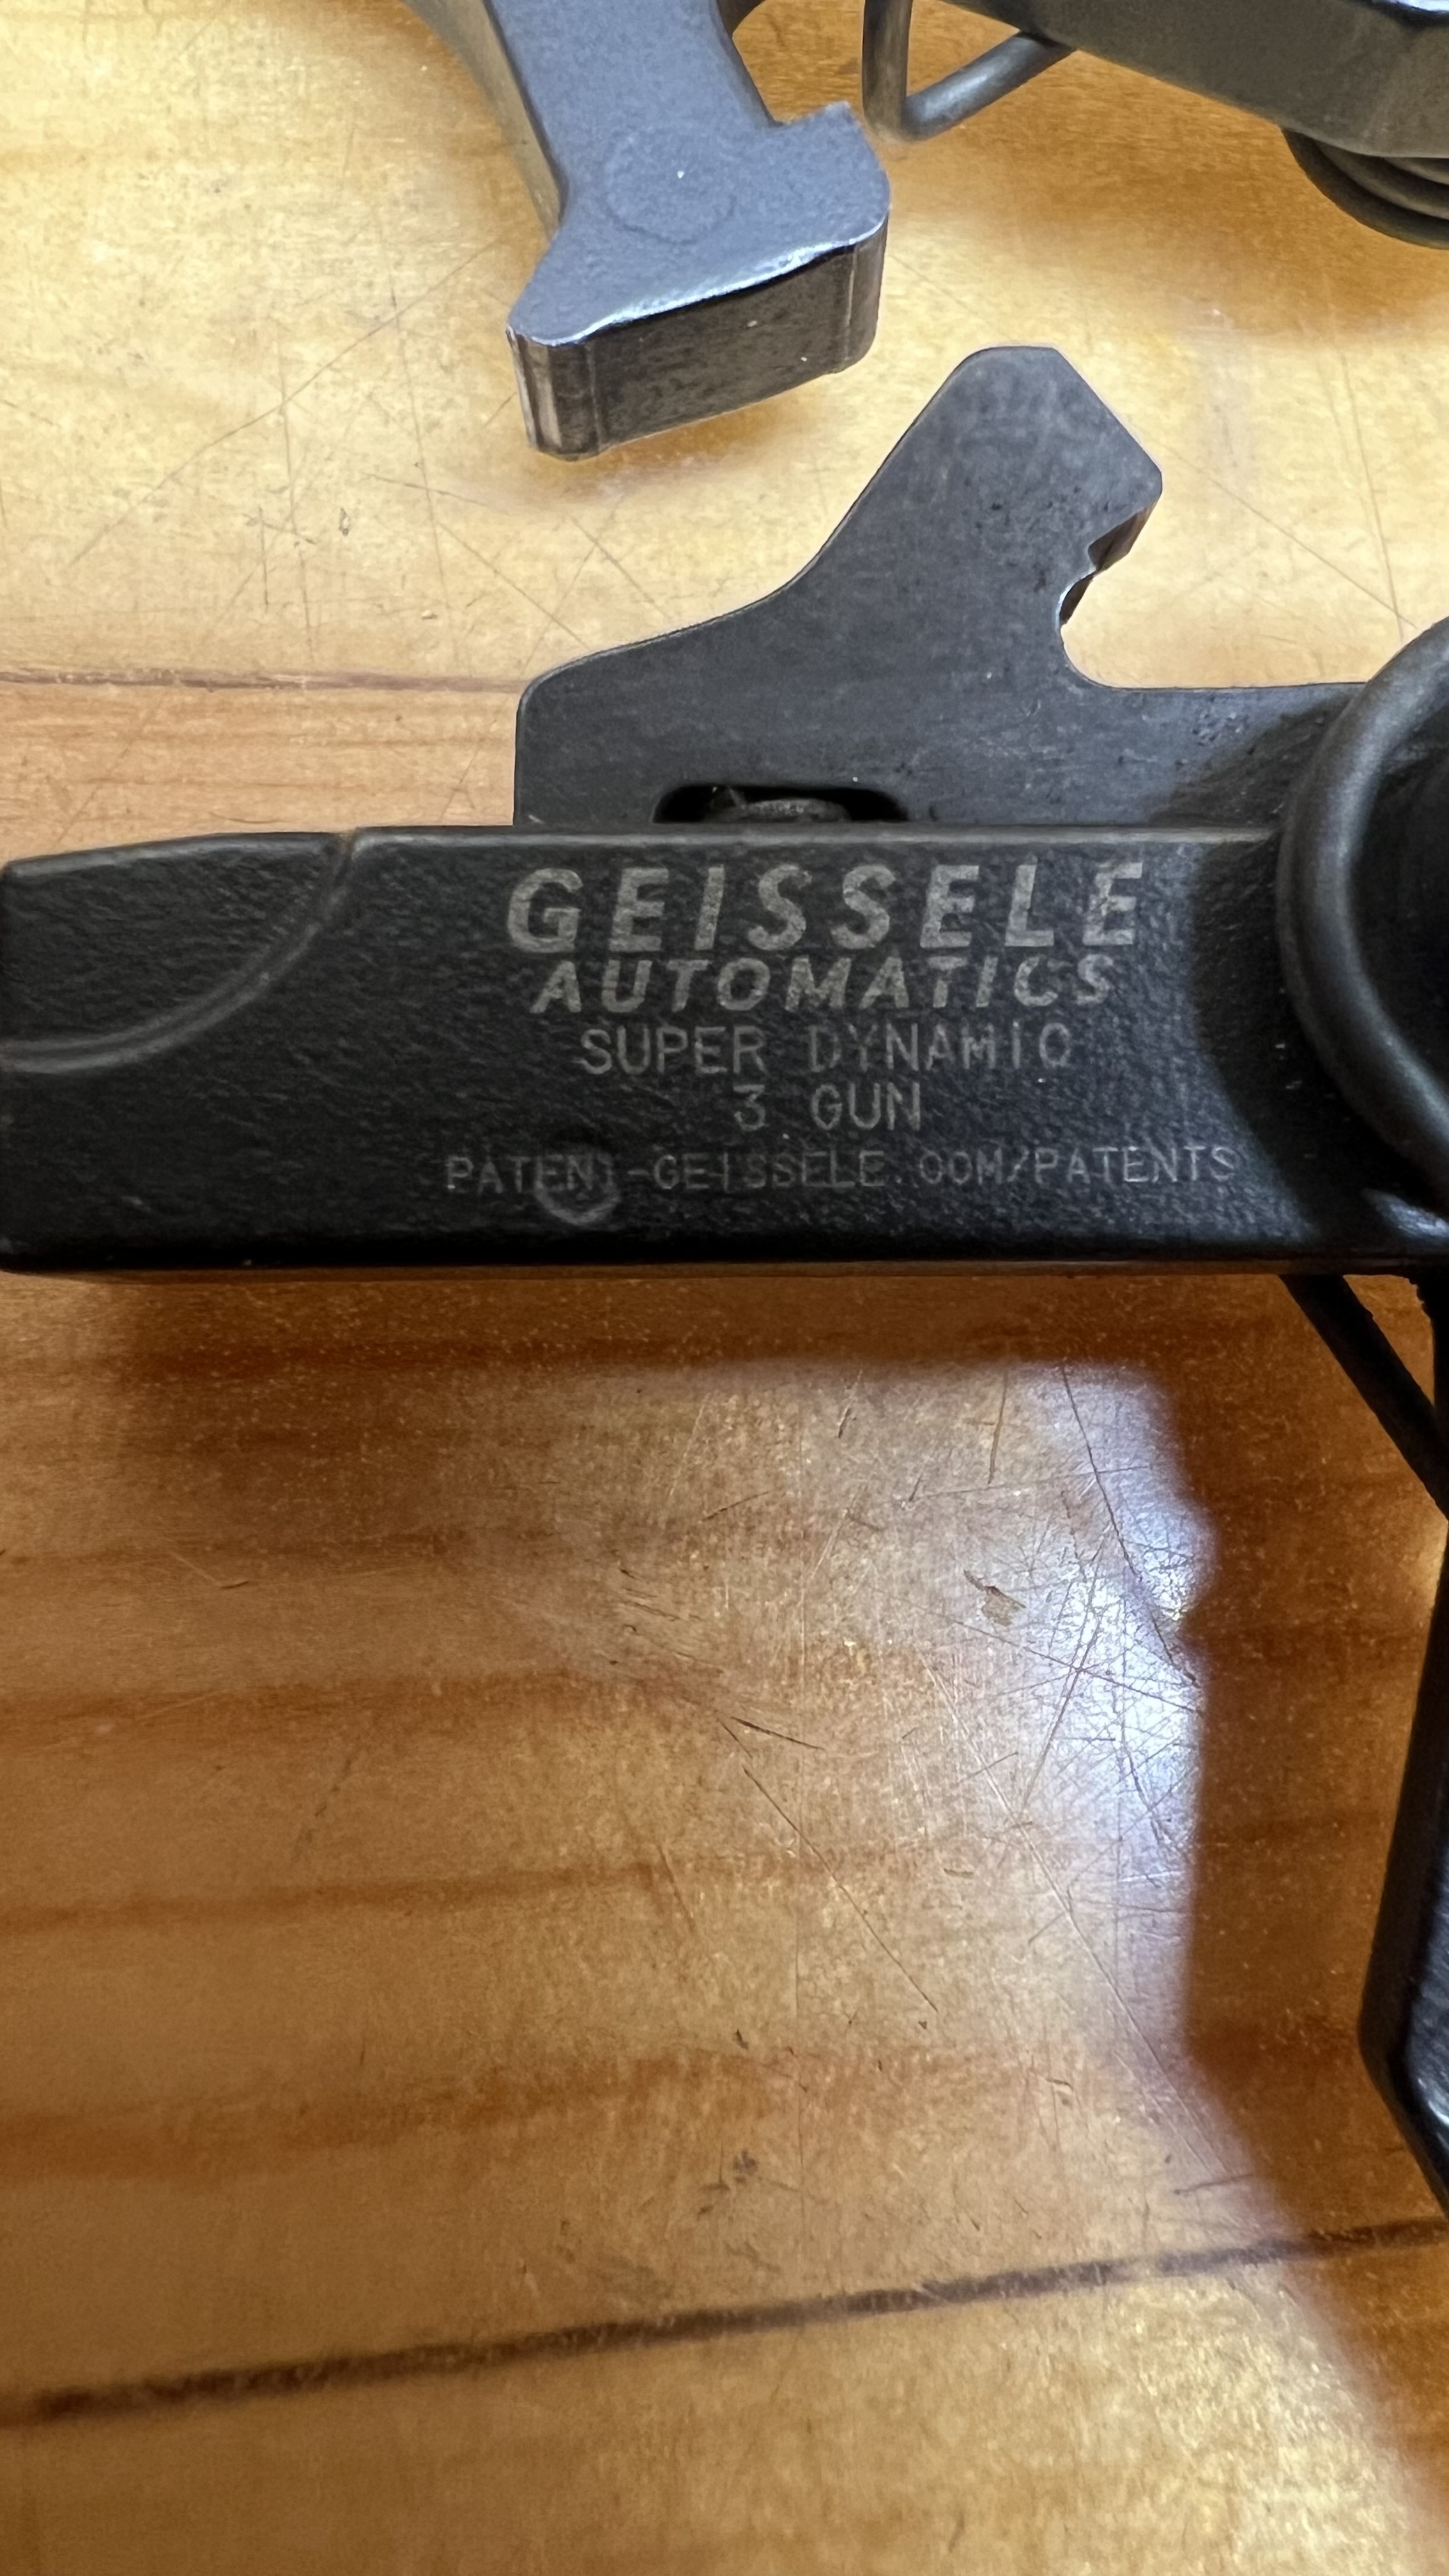 GEISSELE
AUTOMATICS
SUPER DYNAMIC
3 GUN
PATENT-GEISSELE.COM/PATENTS